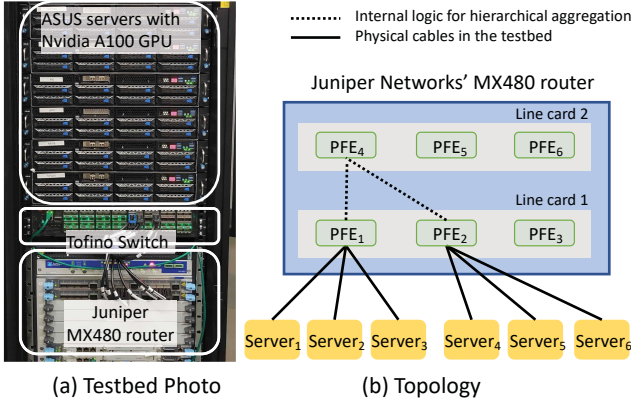 ASUS servers with
Nvidia A100 GPU
Tofino Switch
Juniper
MX480 router
(a) Testbed Photo
Internal logic for hierarchical aggregation
Physical cables in the testbed
Juniper Networks' MX480 router
Line card 2
PFE₄ PFE₅ PFE₆
Line card 1
PFE₁ PFE₂ PFE₃
Server₁ Server₂ Server₃ Server₄ Server₅ Server₆
(b) Topology